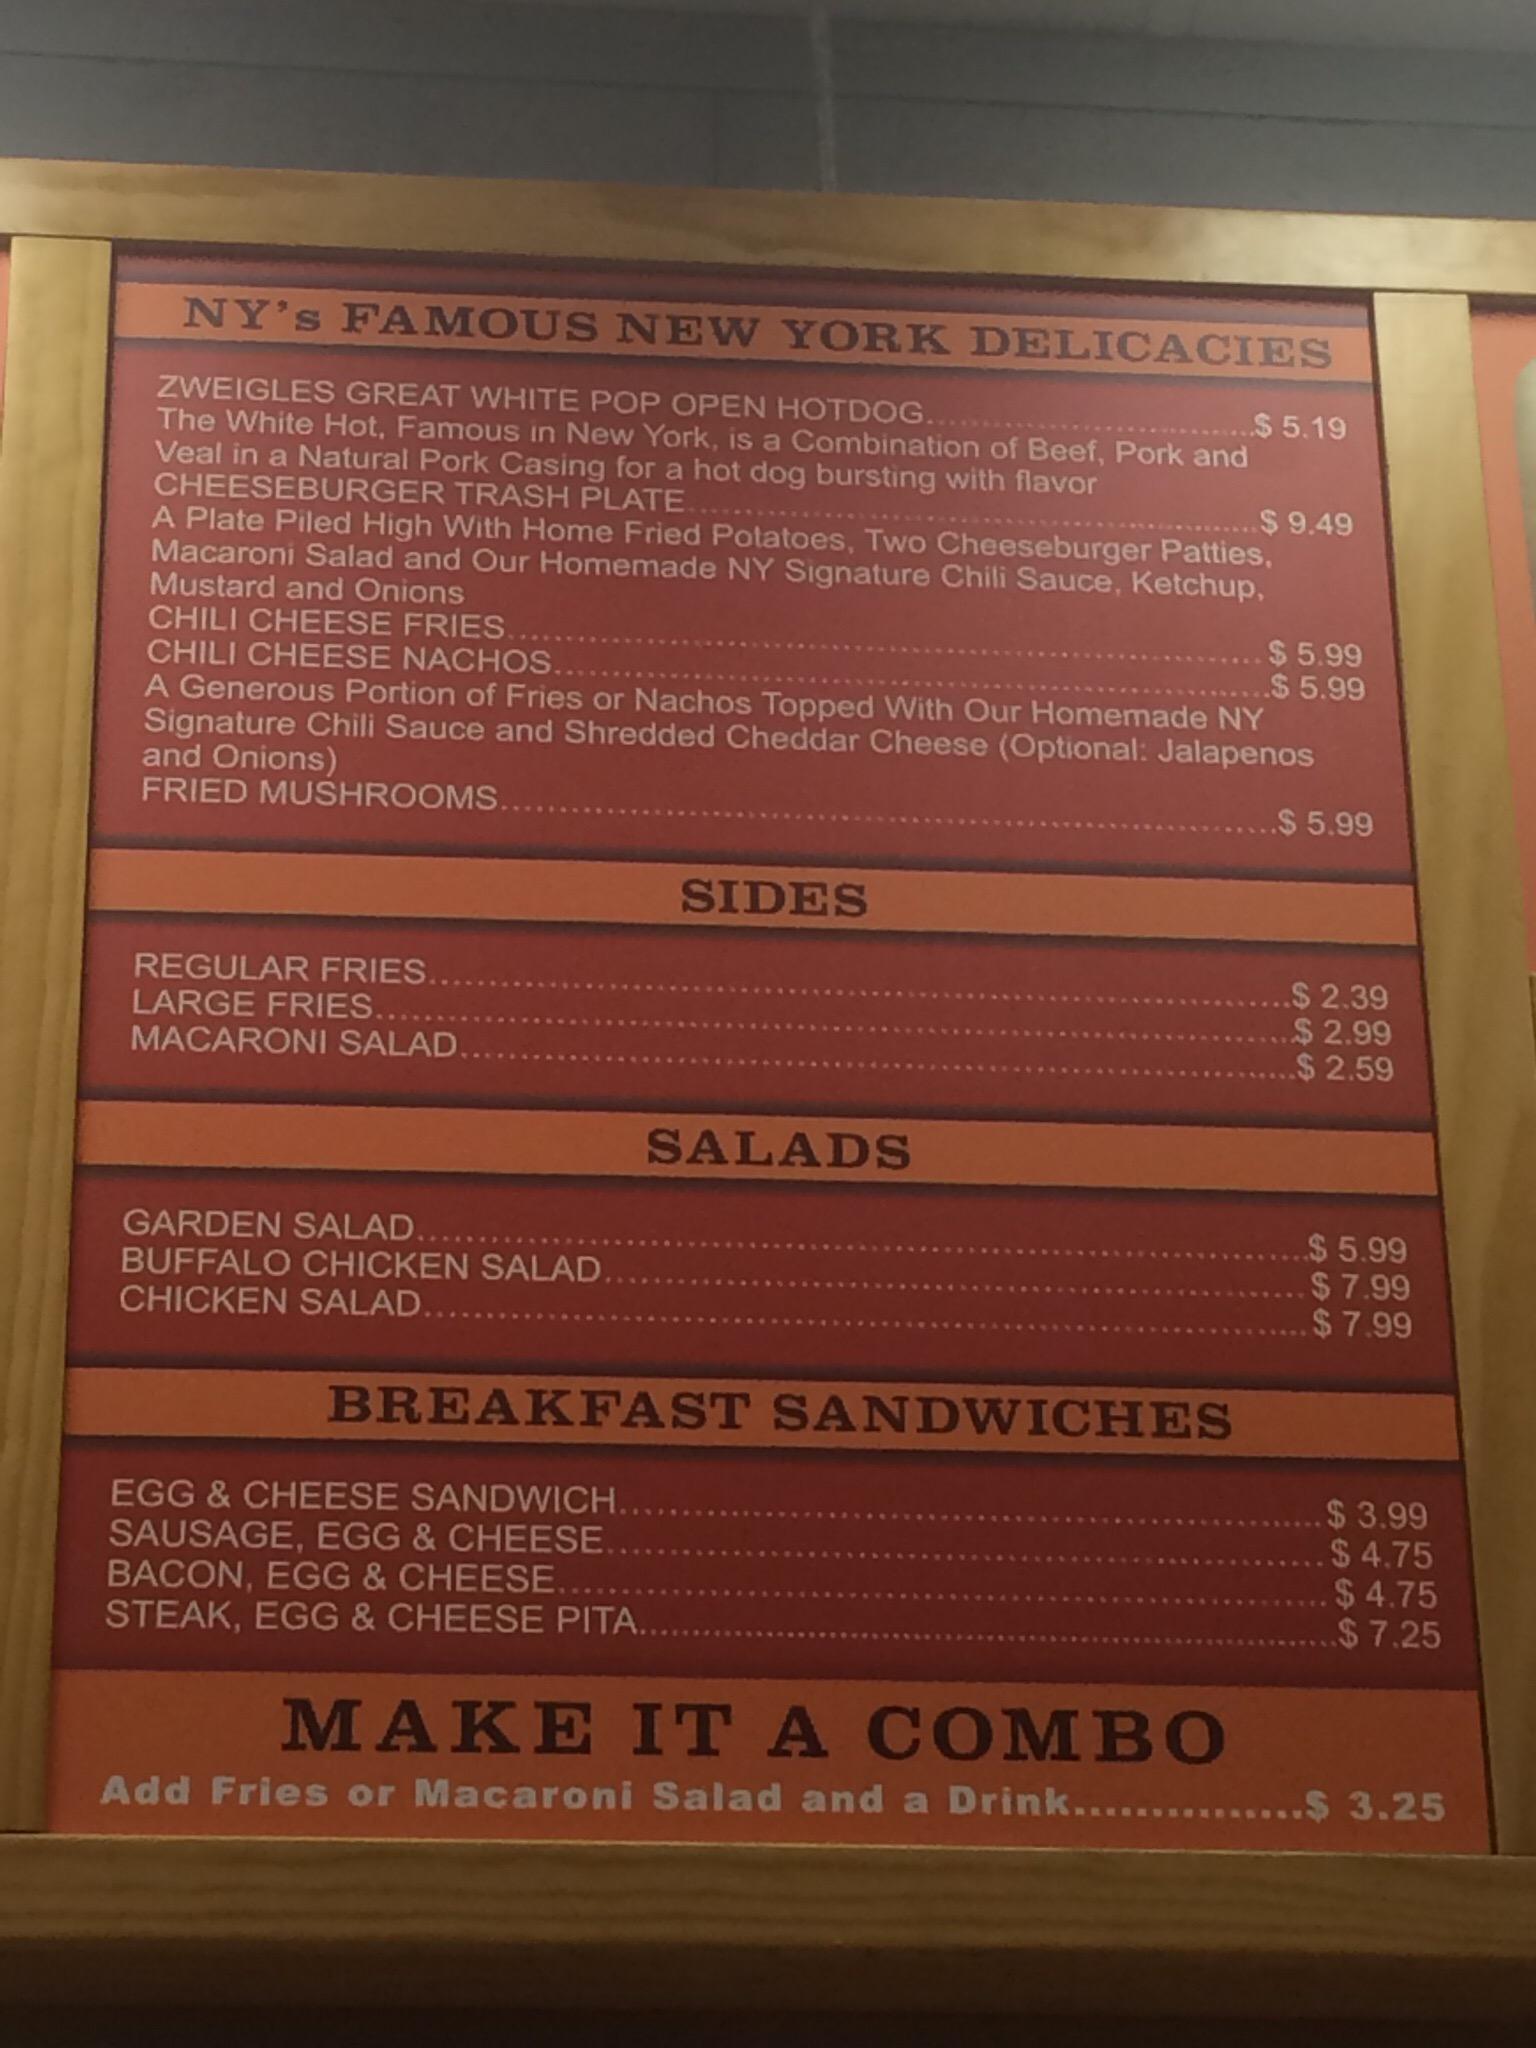 NY's FAMOUS NEW YORK DELICACIES
ZWEIGLES GREAT WHITE POP OPEN HOTDOG..............................$ 5.19
The White Hot, Famous in New York, is a Combination of Beef, Pork and
Veal in a Natural Pork Casing for a hot dog bursting with flavor
CHEESEBURGER TRASH PLATE..............................$ 9.49
A Plate Piled High With Home Fried Potatoes, Two Cheeseburger Patties,
Macaroni Salad and Our Homemade NY Signature Chili Sauce, Ketchup,
Mustard and Onions
CHILI CHEESE FRIES..............................$ 5.99
CHILI CHEESE NACHOS..............................$ 5.99
A Generous Portion of Fries or Nachos Topped With Our Homemade NY
Signature Chili Sauce and Shredded Cheddar Cheese (Optional: Jalapenos
and Onions)
FRIED MUSHROOMS..............................$ 5.99
SIDES
REGULAR FRIES..............................$ 2.39
LARGE FRIES..............................$ 2.99
MACARONI SALAD..............................$ 2.59
SALADS
GARDEN SALAD..............................$ 5.99
BUFFALO CHICKEN SALAD..............................$ 7.99
CHICKEN SALAD..............................$ 7.99
BREAKFAST SANDWICHES
EGG & CHEESE SANDWICH..............................$ 3.99
SAUSAGE, EGG & CHEESE..............................$ 4.75
BACON, EGG & CHEESE..............................$ 4.75
STEAK, EGG & CHEESE PITA..............................$ 7.25
MAKE IT A COMBO
Add Fries or Macaroni Salad and a Drink...............$ 3.25